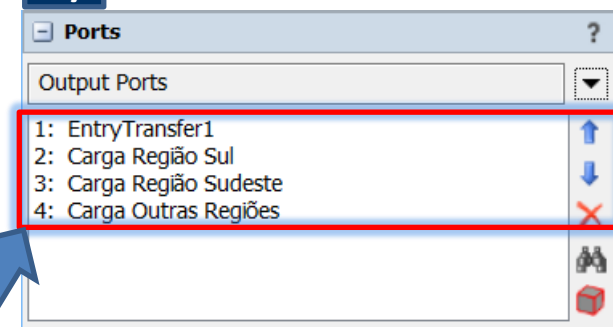 Ports
?
Output Ports
1: EntryTransfer1
2: Carga Região Sul
3: Carga Região Sudeste
4: Carga Outras Regiões